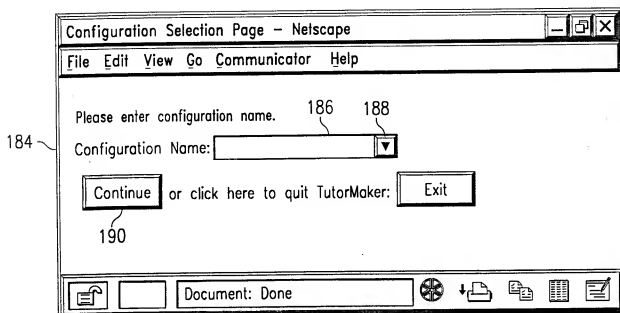 Configuration Selection Page – Netscape
File Edit View Go Communicator Help
Please enter configuration name.
186 188
184
Configuration Name:
Continue or click here to quit TutorMaker: Exit
190
Document: Done